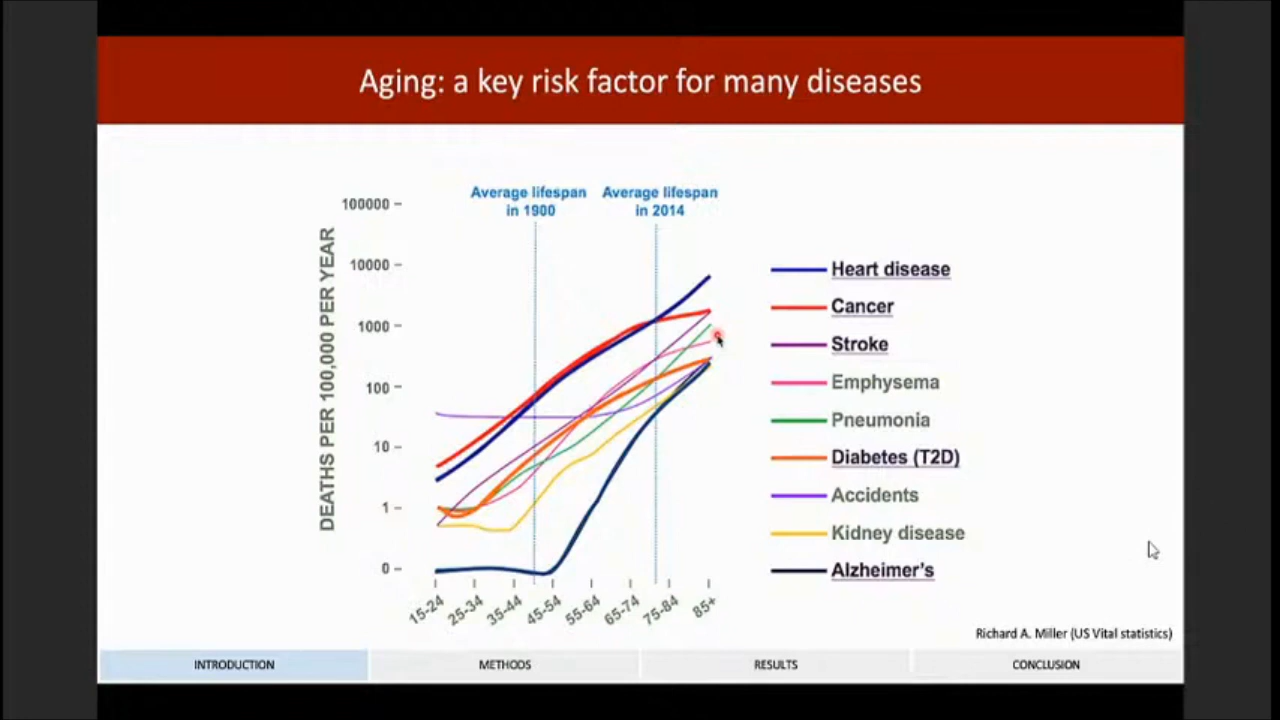 Aging: a key risk factor for many diseases
Average lifespan
in 1900
Average lifespan
in 2014
DEATHS PER 100,000 PER YEAR
100000
10000
1000
100
10
1
0
15-24
25-34
35-44
45-54
55-64
65-74
75-84
85+
Heart disease
Cancer
Stroke
Emphysema
Pneumonia
Diabetes (T2D)
Accidents
Kidney disease
Alzheimer's
Richard A. Miller (US Vital statistics)
INTRODUCTION
METHODS
RESULTS
CONCLUSION